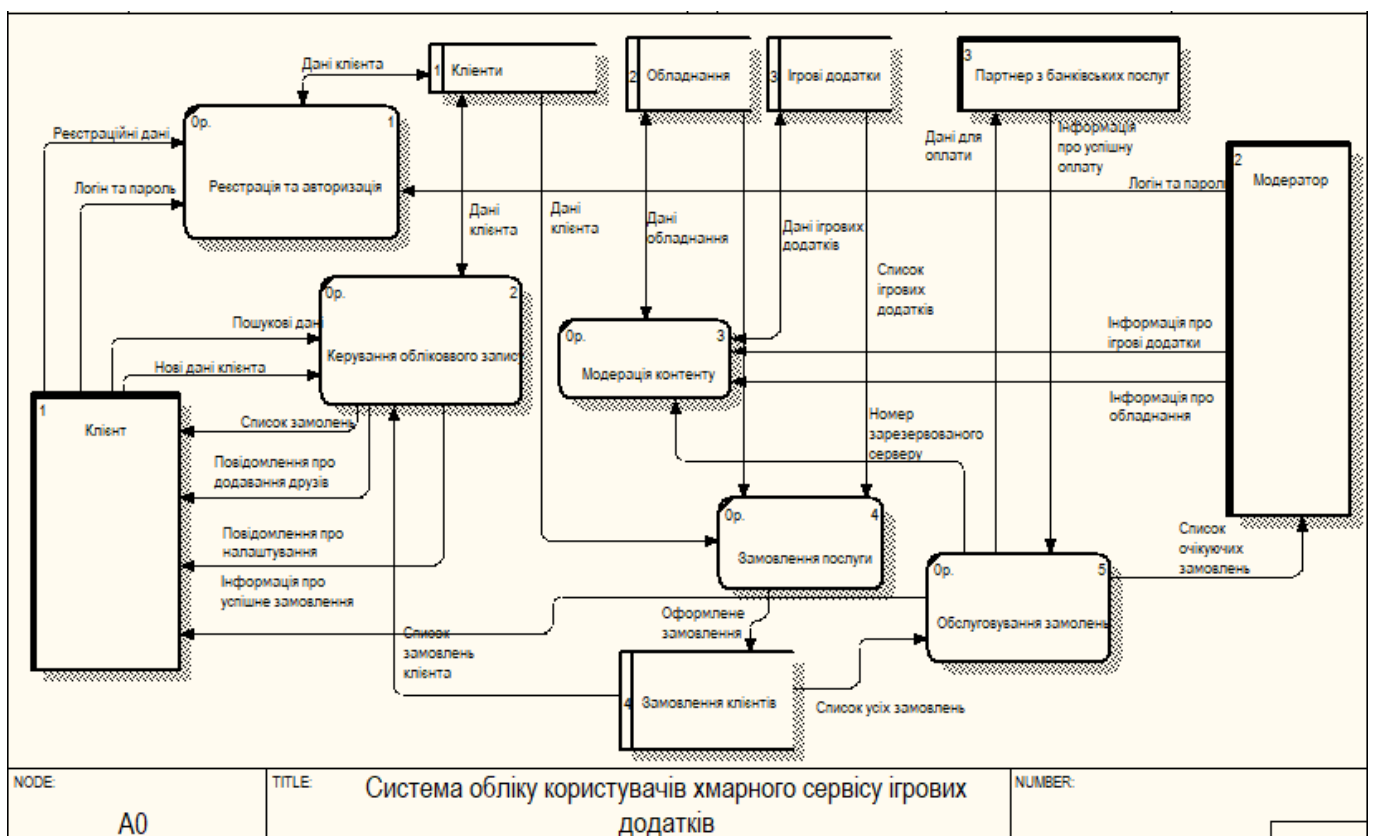 Дані клієнта
1 Клієнти
2 Обладнання
3 Ігрові додатки
3
Партнер з банківських послуг
0р. 1
Реєстрація та авторизація
Реєстраційні дані
Логін та пароль
Дані для
оплати
Інформація
про успішну
оплату
Логін та пароль
2
Модератор
Дані
клієнта
Дані
клієнта
Дані
обладнання
Дані ігрових
додатків
Список
ігрових
додатків
0р. 2
Керування обліковвого запис
Пошукові дані
Нові дані клієнта
0р. 3
Модерація контенту
Інформація про
ігрові додатки
Інформація про
обладнання
1
Клієнт
Список замолень
Повідомлення про
додавання друзів
Повідомлення про
налаштування
Інформація про
успішне замовлення
Номер
зарезервованого
серверу
0р. 4
Замовлення послуги
0р. 5
Обслуговування замолень
Список
очікуючих
замовлень
Оформлене
замовлення
Список
замовлень
клієнта
4 Замовлення клієнтів
Список усіх замовлень
NODE:
A0
TITLE:
Система обліку користувачів хмарного сервісу ігрових
додатків
NUMBER: